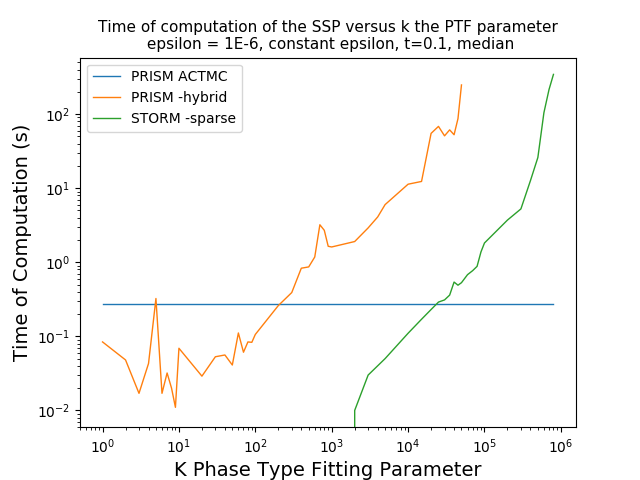 Time of computation of the SSP versus k the PTF parameter
epsilon = 1E-6, constant epsilon, t=0.1, median
PRISM ACTMC
PRISM -hybrid
STORM -sparse
Time of Computation (s)
10²
10¹
10⁰
10⁻¹
10⁻²
10⁰ 10¹ 10² 10³ 10⁴ 10⁵ 10⁶
K Phase Type Fitting Parameter